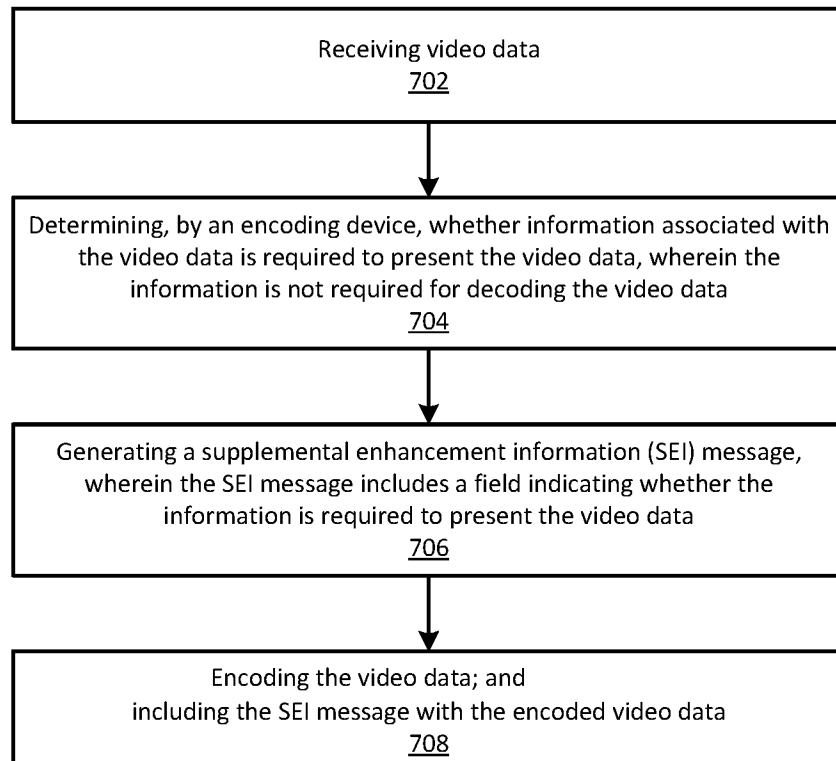 Receiving video data
702
Determining, by an encoding device, whether information associated with
the video data is required to present the video data, wherein the
information is not required for decoding the video data
704
Generating a supplemental enhancement information (SEI) message,
wherein the SEI message includes a field indicating whether the
information is required to present the video data
706
Encoding the video data; and
including the SEI message with the encoded video data
708